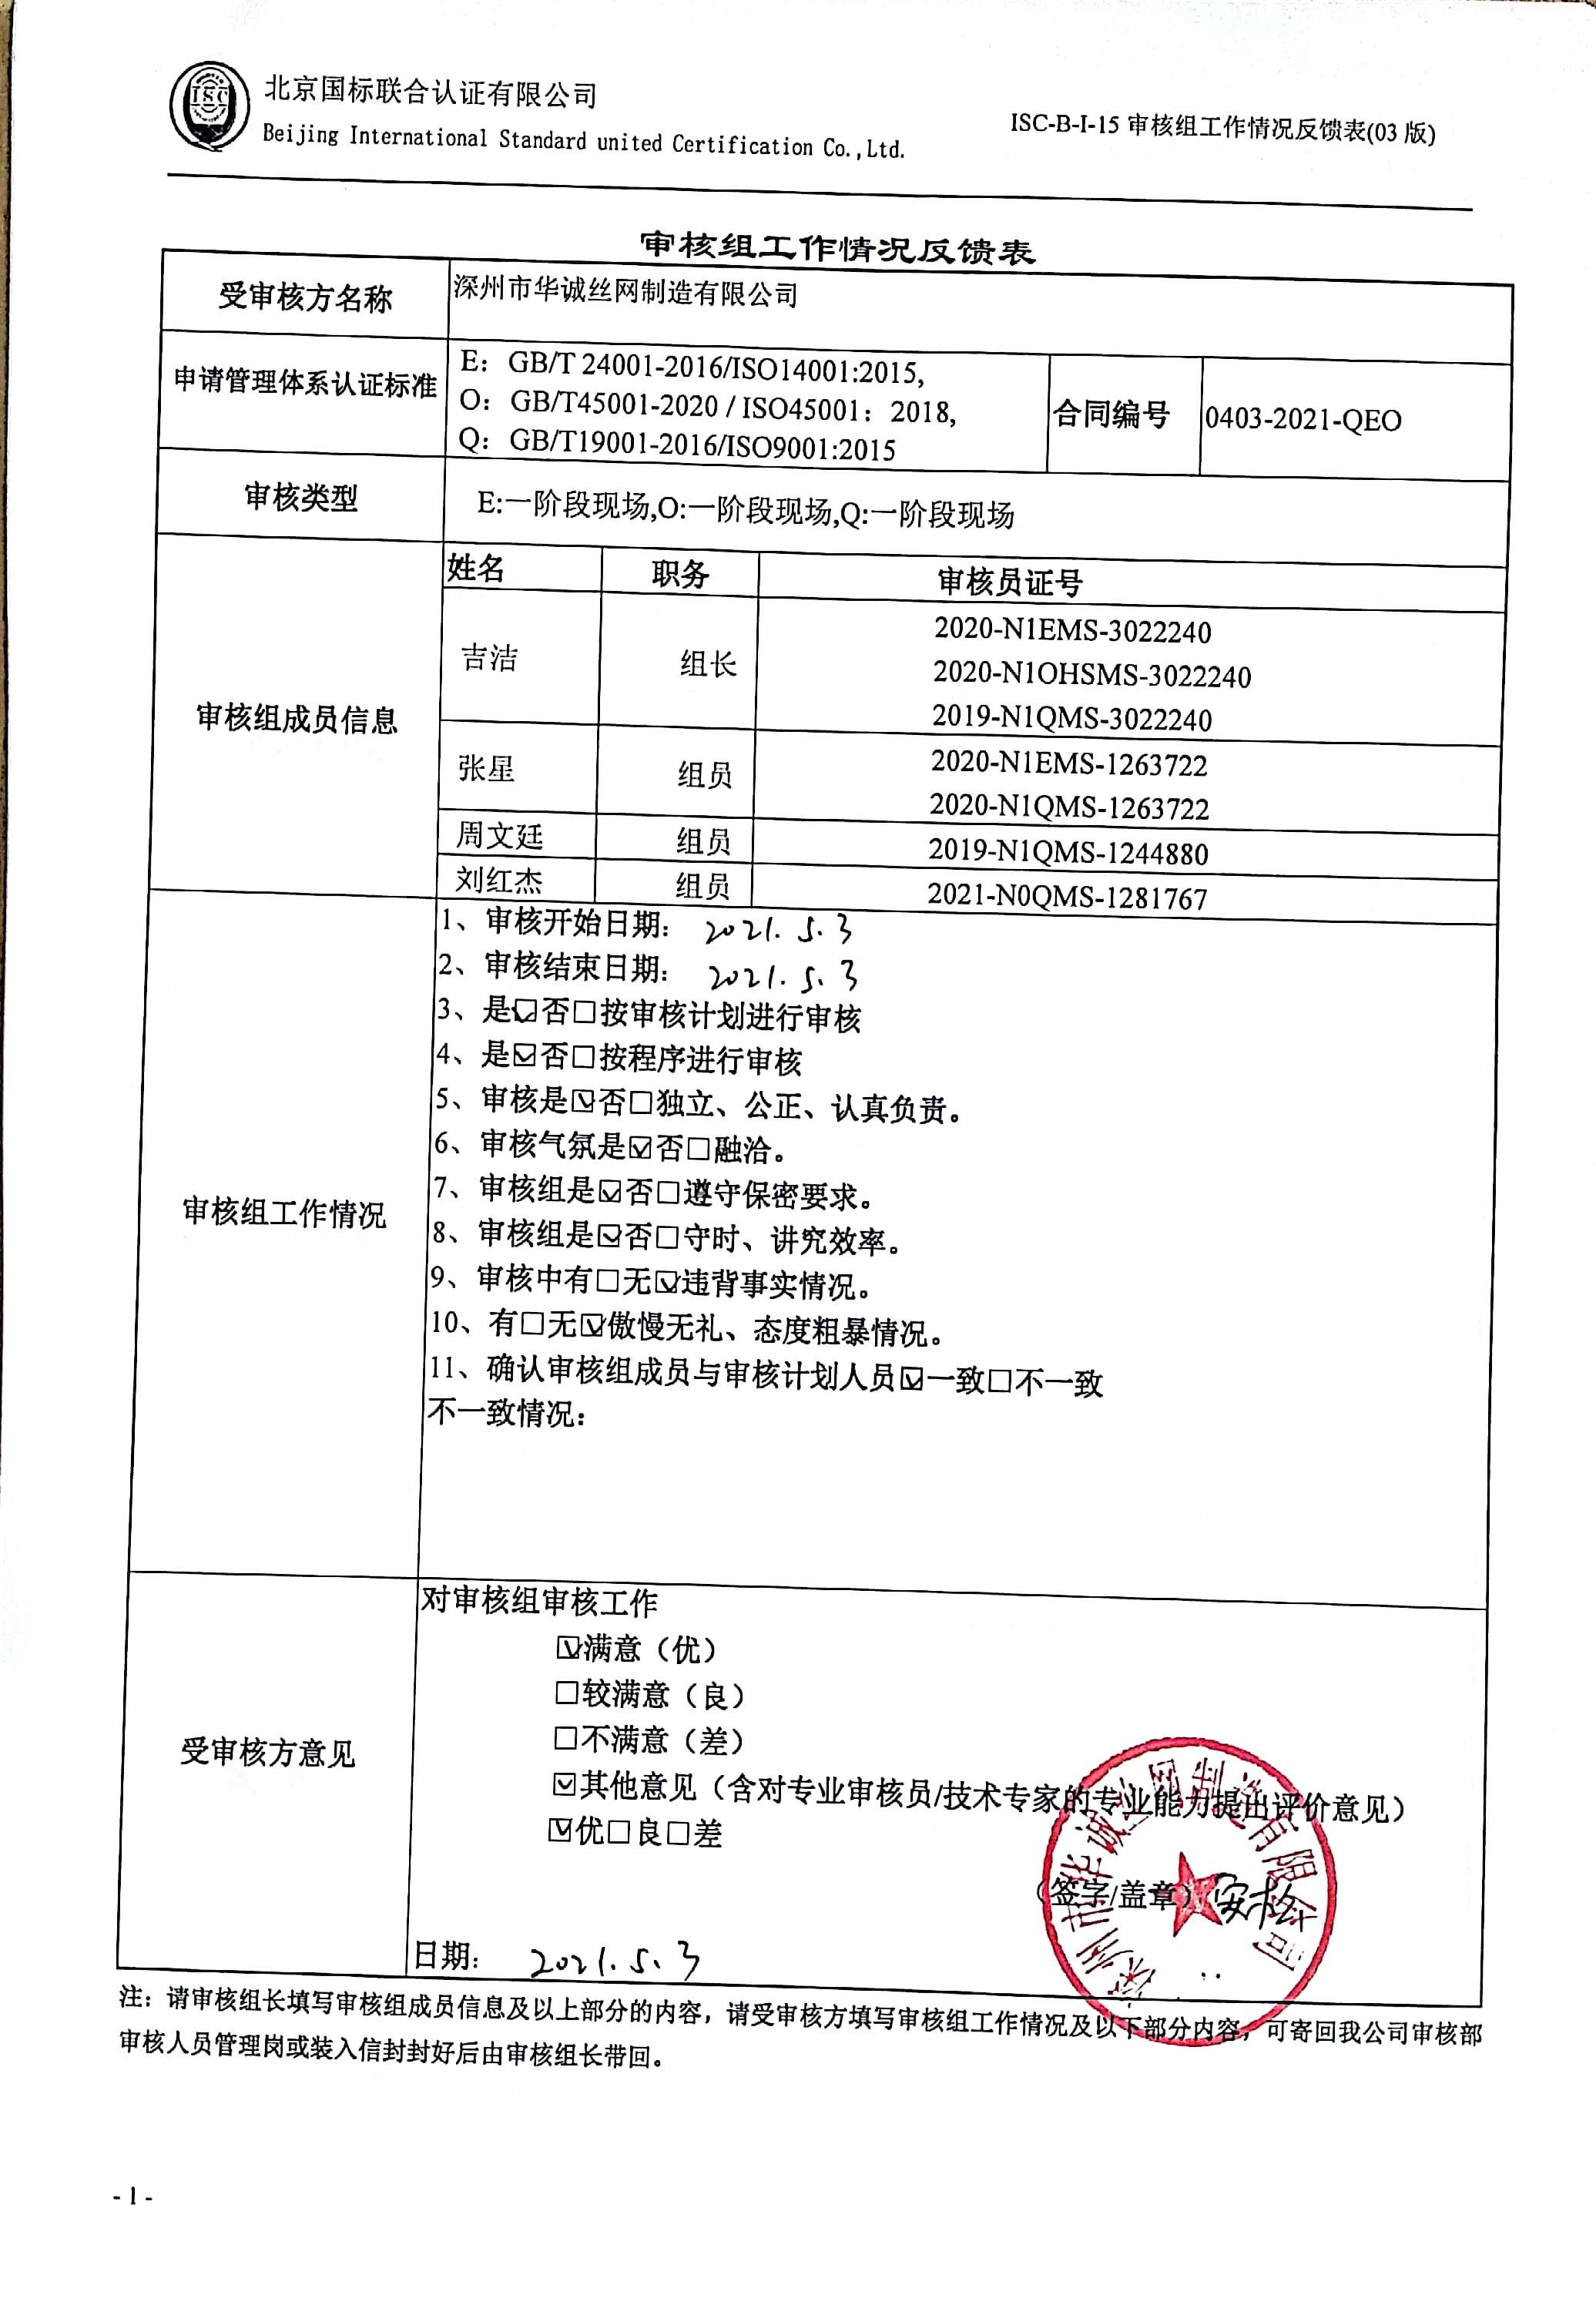 ISC
北京国标联合认证有限公司
Beijing International Standard united Certification Co.,Ltd.
ISC-B-I-15 审核组工作情况反馈表(03 版)
审核组工作情况反馈表
受审核方名称 深州市华诚丝网制造有限公司
申请管理体系认证标准
E：GB/T 24001-2016/ISO14001:2015,
O：GB/T45001-2020 / ISO45001：2018,
Q：GB/T19001-2016/ISO9001:2015
合同编号 0403-2021-QEO
审核类型 E:一阶段现场,O:一阶段现场,Q:一阶段现场
审核组成员信息
姓名 职务 审核员证号
吉洁 组长
2020-N1EMS-3022240
2020-N1OHSMS-3022240
2019-N1QMS-3022240
张星 组员
2020-N1EMS-1263722
2020-N1QMS-1263722
周文廷 组员 2019-N1QMS-1244880
刘红杰 组员 2021-N0QMS-1281767
审核组工作情况
1、审核开始日期： 2021.5.3
2、审核结束日期： 2021.5.3
3、是☑否□按审核计划进行审核
4、是☑否□按程序进行审核
5、审核是☑否□独立、公正、认真负责。
6、审核气氛是☑否□融洽。
7、审核组是☑否□遵守保密要求。
8、审核组是☑否□守时、讲究效率。
9、审核中有□无☑违背事实情况。
10、有□无☑傲慢无礼、态度粗暴情况。
11、确认审核组成员与审核计划人员☑一致□不一致
不一致情况：
受审核方意见
对审核组审核工作
☑满意（优）
□较满意（良）
□不满意（差）
☑其他意见（含对专业审核员/技术专家的专业能力提出评价意见）
☑优□良□差
（签字/盖章）
深州市华诚丝网制造有限公司
日期： 2021.5.3
注：请审核组长填写审核组成员信息及以上部分的内容，请受审核方填写审核组工作情况及以下部分内容，可寄回我公司审核部
审核人员管理岗或装入信封封好后由审核组长带回。
- 1 -